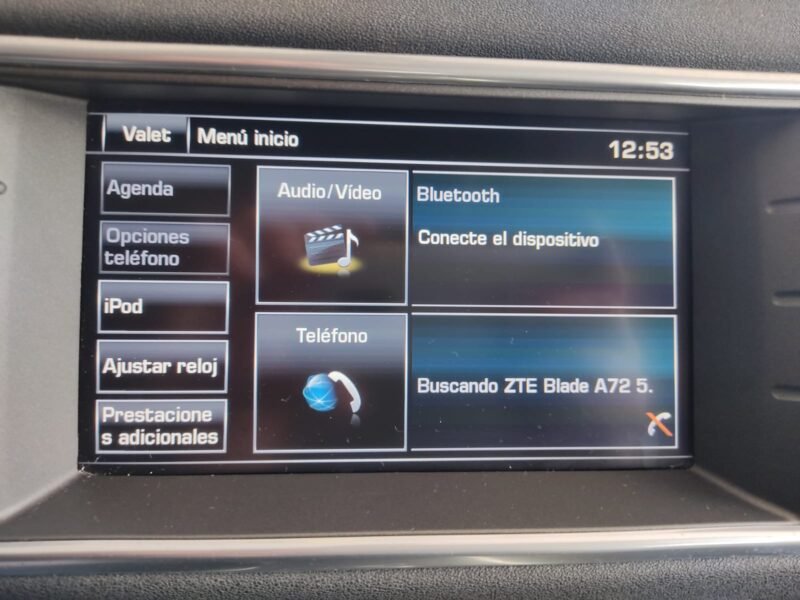 Valet
Menú inicio
12:53
Agenda
Opciones
teléfono
iPod
Ajustar reloj
Prestacione
s adicionales
Audio/Vídeo
Teléfono
Bluetooth
Conecte el dispositivo
Buscando ZTE Blade A72 5.